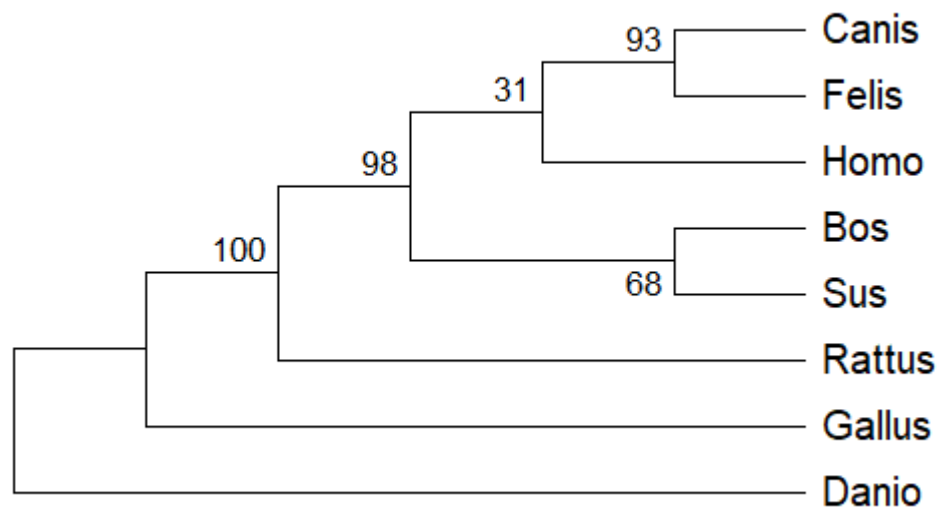 93
Canis
Felis
31
Homo
98
Bos
68
Sus
100
Rattus
Gallus
Danio